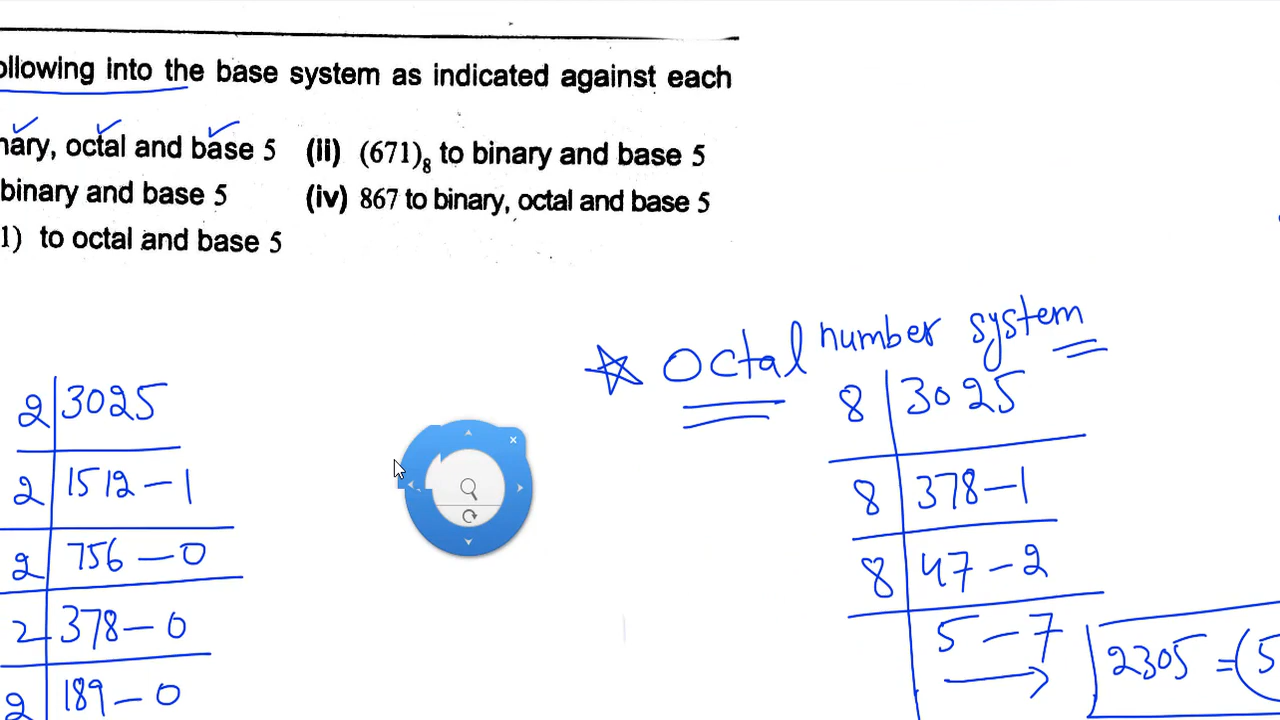 ollowing into the base system as indicated against each
nary, octal and base 5 (ii) (671)₈ to binary and base 5
binary and base 5 (iv) 867 to binary, octal and base 5
1) to octal and base 5
☆ Octal number system
2 3025
2 1512 – 1
2 756 – 0
2 378 – 0
2 189 – 0
8 3025
8 378 – 1
8 47 – 2
5 – 7
2305 = (5